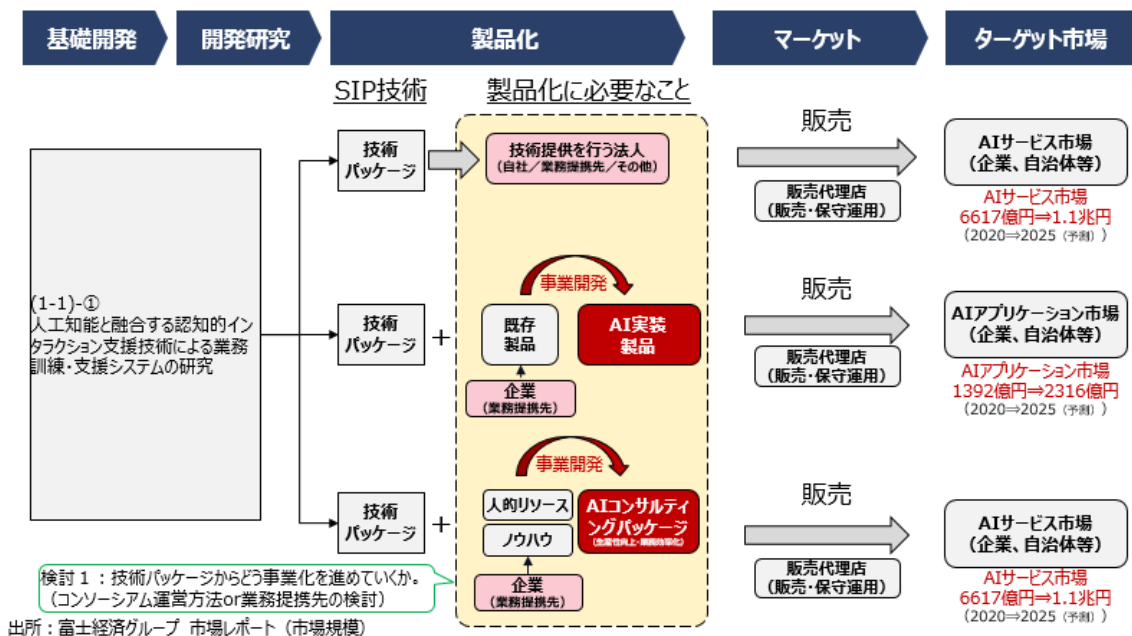 基礎開発
開発研究
製品化
マーケット
ターゲット市場
SIP技術
製品化に必要なこと
(1-1)-①
人工知能と融合する認知的イン
タラクション支援技術による業務
訓練・支援システムの研究
技術
パッケージ
技術提供を行う法人
(自社／業務提携先／その他)
販売
販売代理店
(販売・保守運用)
AIサービス市場
(企業、自治体等)
AIサービス市場
6617億円⇒1.1兆円
(2020⇒2025 (予測))
技術
パッケージ
+
既存
製品
事業開発
AI実装
製品
企業
(業務提携先)
販売
販売代理店
(販売・保守運用)
AIアプリケーション市場
(企業、自治体等)
AIアプリケーション市場
1392億円⇒2316億円
(2020⇒2025 (予測))
技術
パッケージ
+
人的リソース
ノウハウ
事業開発
AIコンサルティ
ングパッケージ
(生産性向上・業務効率化)
企業
(業務提携先)
販売
販売代理店
(販売・保守運用)
AIサービス市場
(企業、自治体等)
AIサービス市場
6617億円⇒1.1兆円
(2020⇒2025 (予測))
検討１：技術パッケージからどう事業化を進めていくか。
(コンソーシアム運営方法or業務提携先の検討)
出所：富士経済グループ 市場レポート（市場規模）